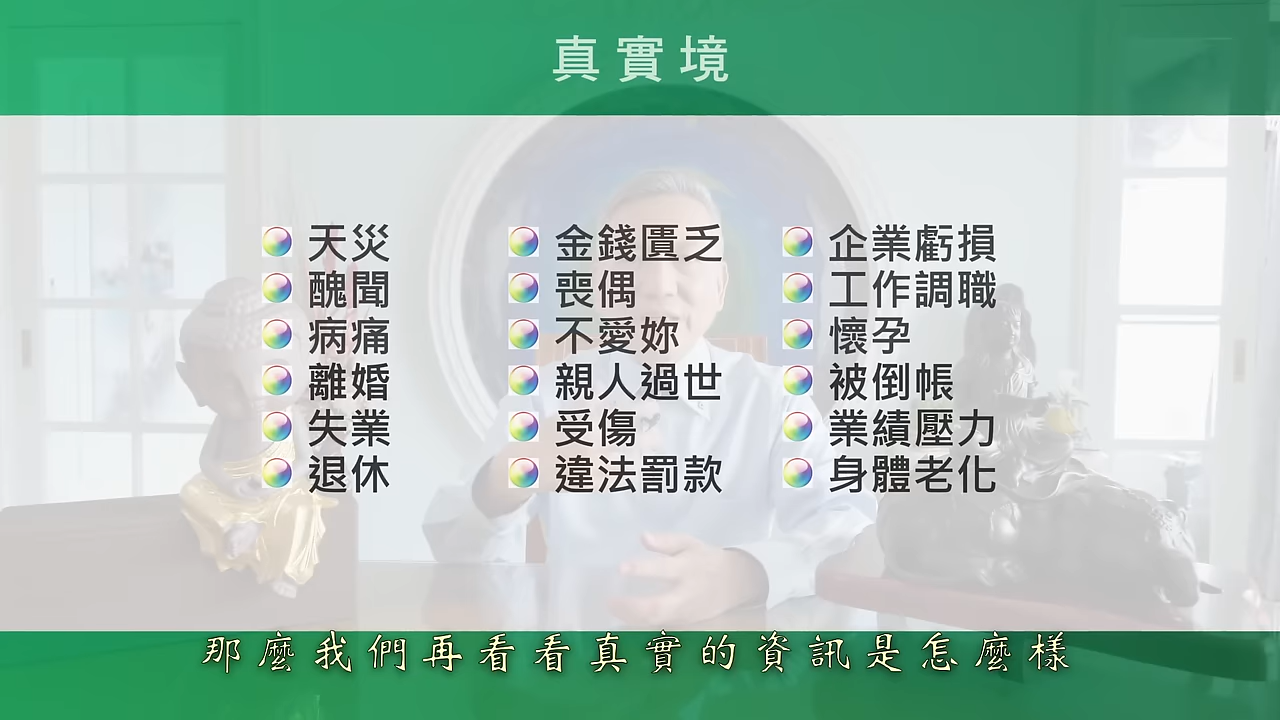 真實境
天災
醜聞
病痛
離婚
失業
退休
金錢匱乏
喪偶
不愛妳
親人過世
受傷
違法罰款
企業虧損
工作調職
懷孕
被倒帳
業績壓力
身體老化
那麼我們再看看真實的資訊是怎麼樣